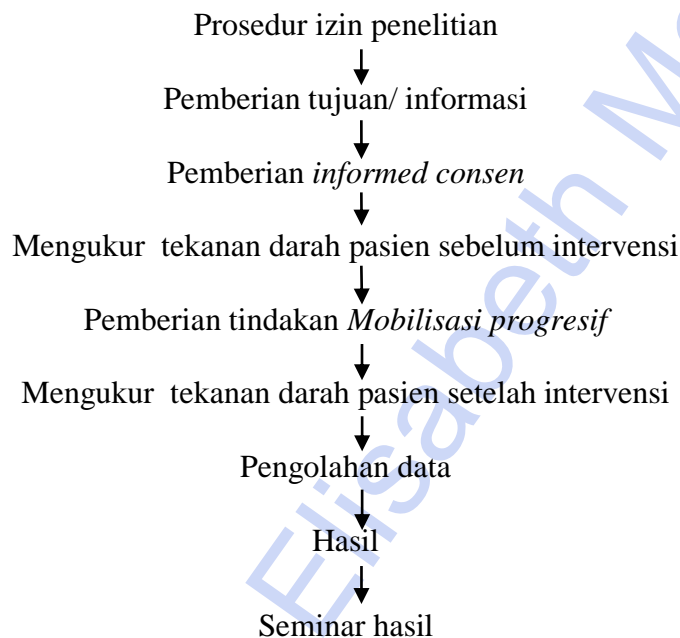 Prosedur izin penelitian
Pemberian tujuan/ informasi
Pemberian informed consen
Mengukur tekanan darah pasien sebelum intervensi
Pemberian tindakan Mobilisasi progresif
Mengukur tekanan darah pasien setelah intervensi
Pengolahan data
Hasil
Seminar hasil
Elisabeth